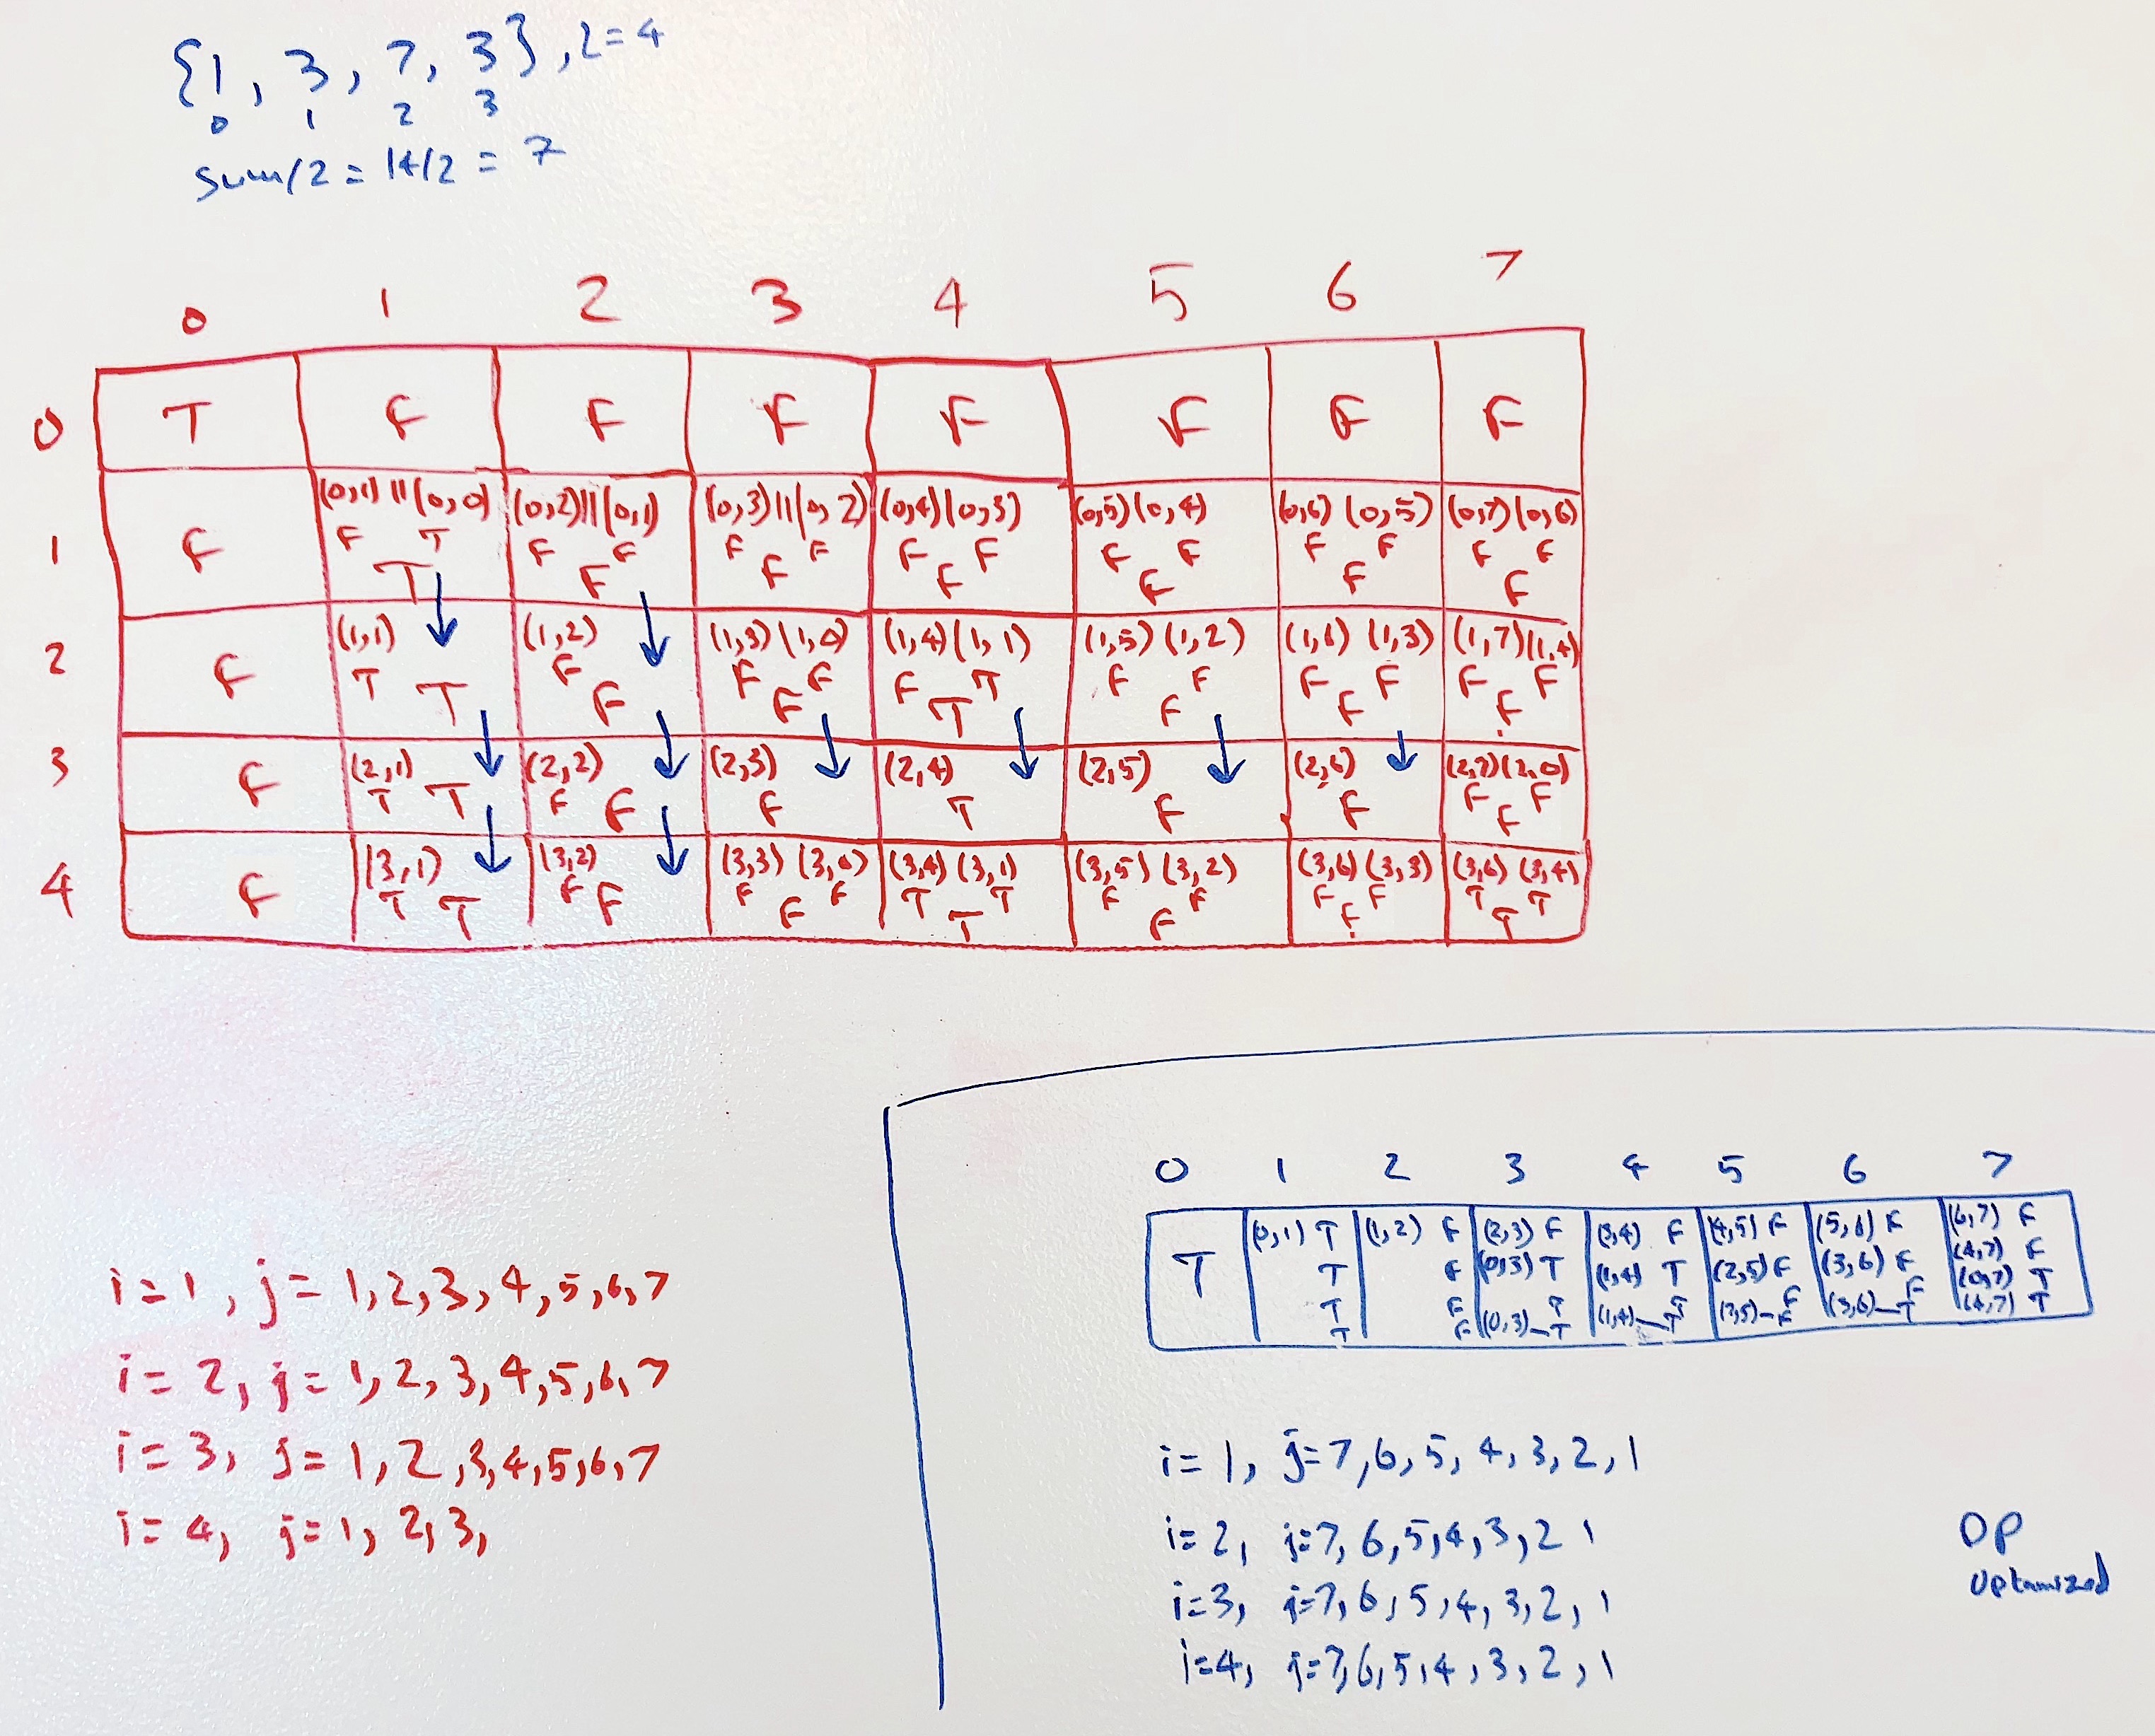 {1, 3, 7, 3}, 2=4
0 1 2 3
sum/2 = 14/2 = 7
0 1 2 3 4 5 6 7
0 T F F F F F F F
(0,1) || (0,0) (0,2)||(0,1) (0,3)||(0,2) (0,4)(0,3) (0,5)(0,4) (0,6) (0,5) (0,7)(0,6)
1 F F T F F F F F F F F F F F F
T F F F F F F
(1,1) (1,2) (1,3)(1,0) (1,4)(1,1) (1,5)(1,2) (1,6) (1,3) (1,7)(1,4)
2 F T F F F F T F F F F F F
T F F T F F F
(2,1) (2,2) (2,3) (2,4) (2,5) (2,6) (2,7)(2,0)
3 F T T F F F T F F F F
F
(3,1) (3,2) (3,3) (3,0) (3,4) (3,1) (3,5) (3,2) (3,6) (3,3) (3,6) (3,4)
4 F T T F F F F T T F F F F T T
F T F F T
0 1 2 3 4 5 6 7
(0,1) T (1,2) F (2,3) F (3,4) F (4,5) F (5,6) F (6,7) F
T T F (0,3) T (1,4) T (2,5) F (3,6) F (4,7) F
T F T T F F (0,7) T
T F (0,3)_T (1,4)_T (3,5)_F (3,6)_T (4,7) T
i=1, j= 1,2,3,4,5,6,7
i= 2, j= 1,2,3,4,5,6,7
i= 3, j= 1,2,3,4,5,6,7
i= 4, j= 1, 2, 3,
i= 1, j=7,6,5, 4, 3, 2, 1
i=2, j=7, 6,5,4,3,2 1
i=3, j=7,6,5,4,3,2,1
i=4, j=7,6,5,4,3,2,1
DP
Optamized